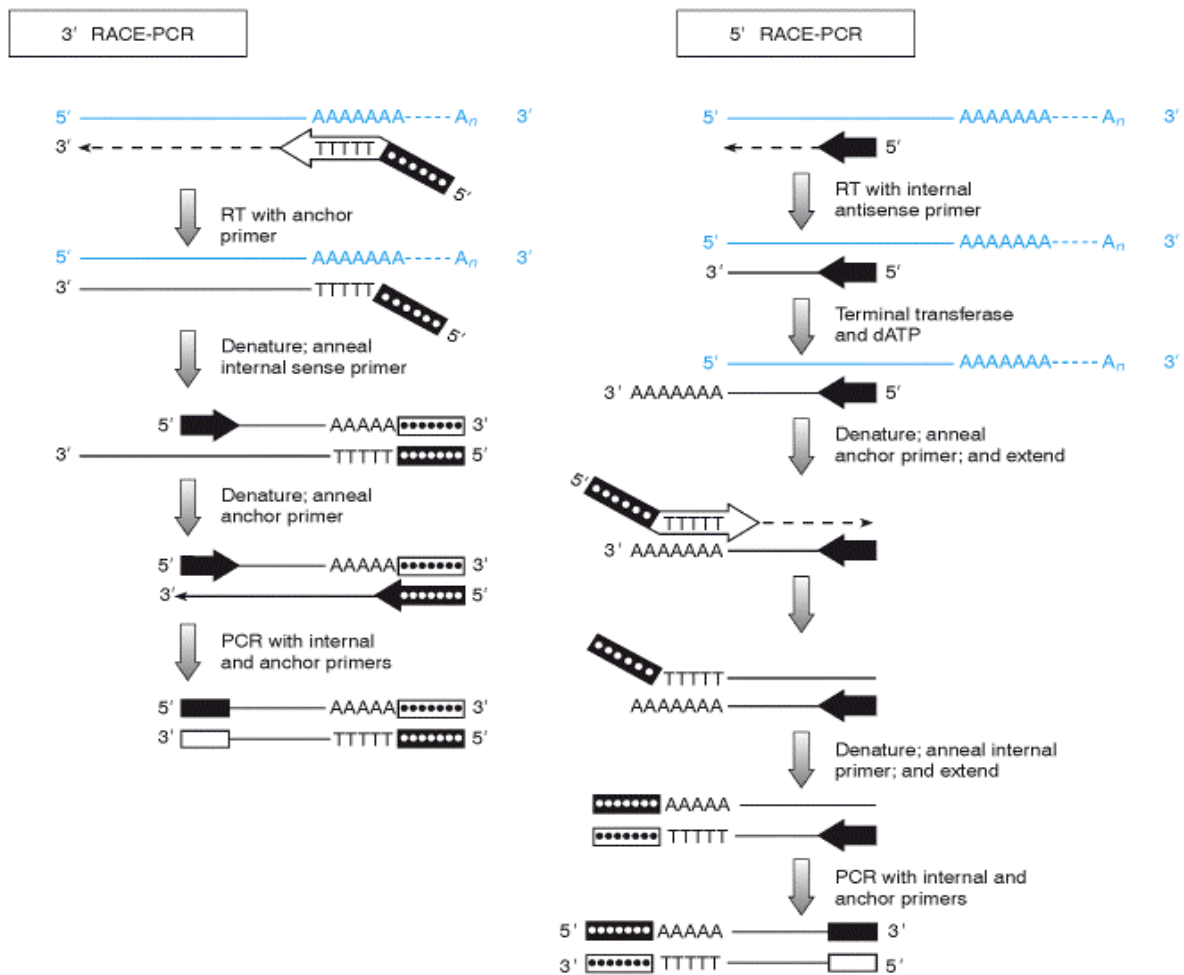 3′ RACE-PCR
5′ AAAAAAA-----An 3′
3′ TTTTT 5′
RT with anchor
primer
5′ AAAAAAA----An 3′
3′ TTTTT 5′
Denature; anneal
internal sense primer
5′ AAAAA 3′
3′ TTTTT 5′
Denature; anneal
anchor primer
5′ AAAAA 3′
3′ 5′
PCR with internal
and anchor primers
5′ AAAAA 3′
3′ TTTTT 5′
5′ RACE-PCR
5′ AAAAAAA-----An 3′
5′
RT with internal
antisense primer
5′ AAAAAAA-----An 3′
3′ 5′
Terminal transferase
and dATP
5′ AAAAAAA-----An 3′
3′ AAAAAAA 5′
Denature; anneal
anchor primer; and extend
5′ TTTTT
3′ AAAAAAA
TTTTT
AAAAAAA
Denature; anneal internal
primer; and extend
AAAAA
TTTTT
PCR with internal and
anchor primers
5′ AAAAA 3′
3′ TTTTT 5′